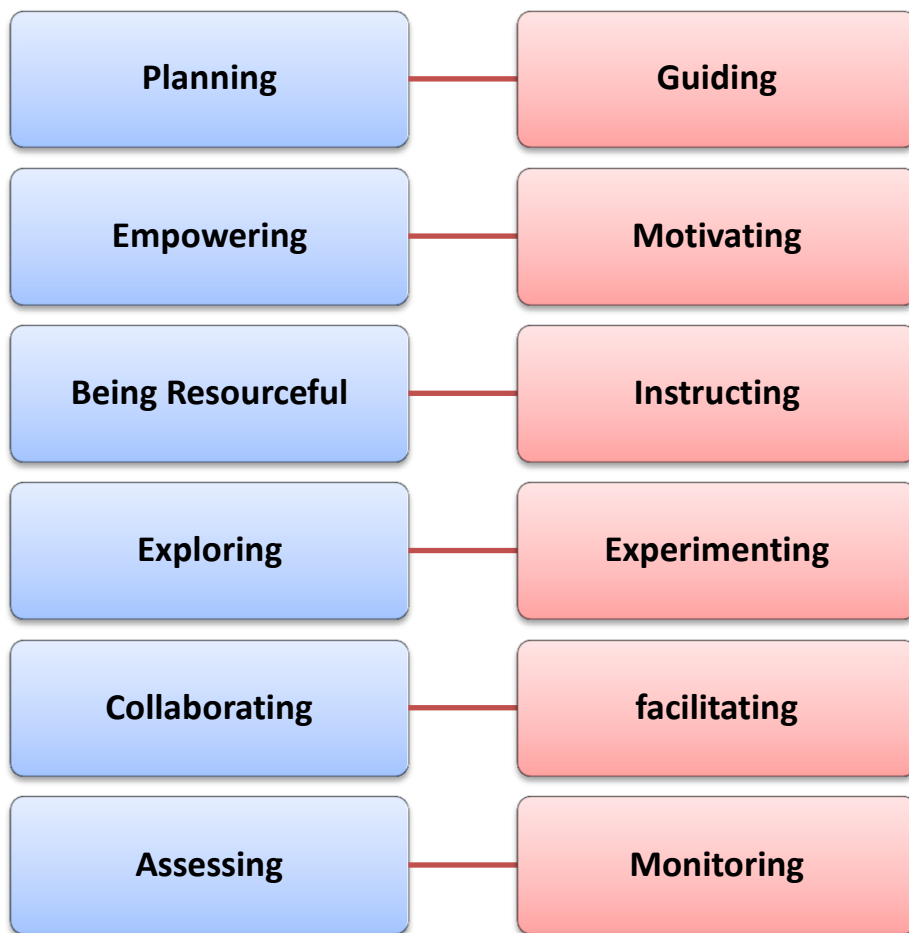 Planning
Guiding
Empowering
Motivating
Being Resourceful
Instructing
Exploring
Experimenting
Collaborating
facilitating
Assessing
Monitoring